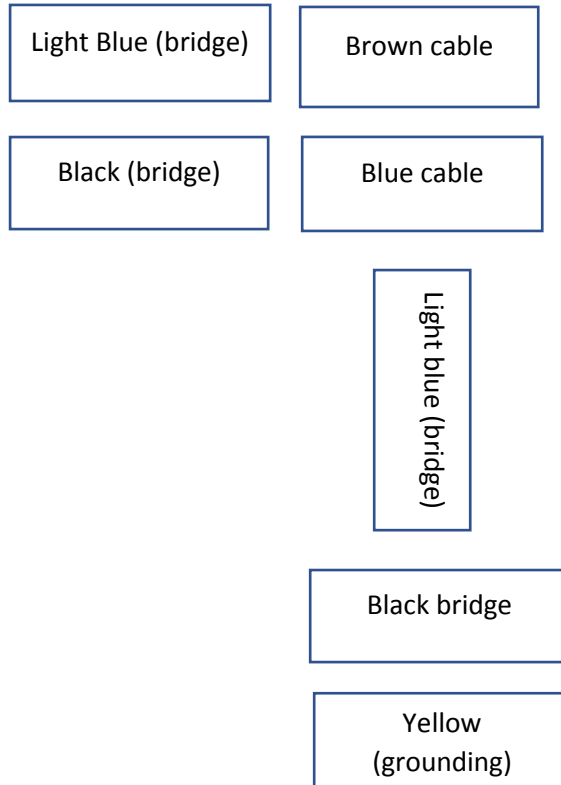 Light Blue (bridge)
Brown cable
Black (bridge)
Blue cable
Light blue (bridge)
Black bridge
Yellow
(grounding)